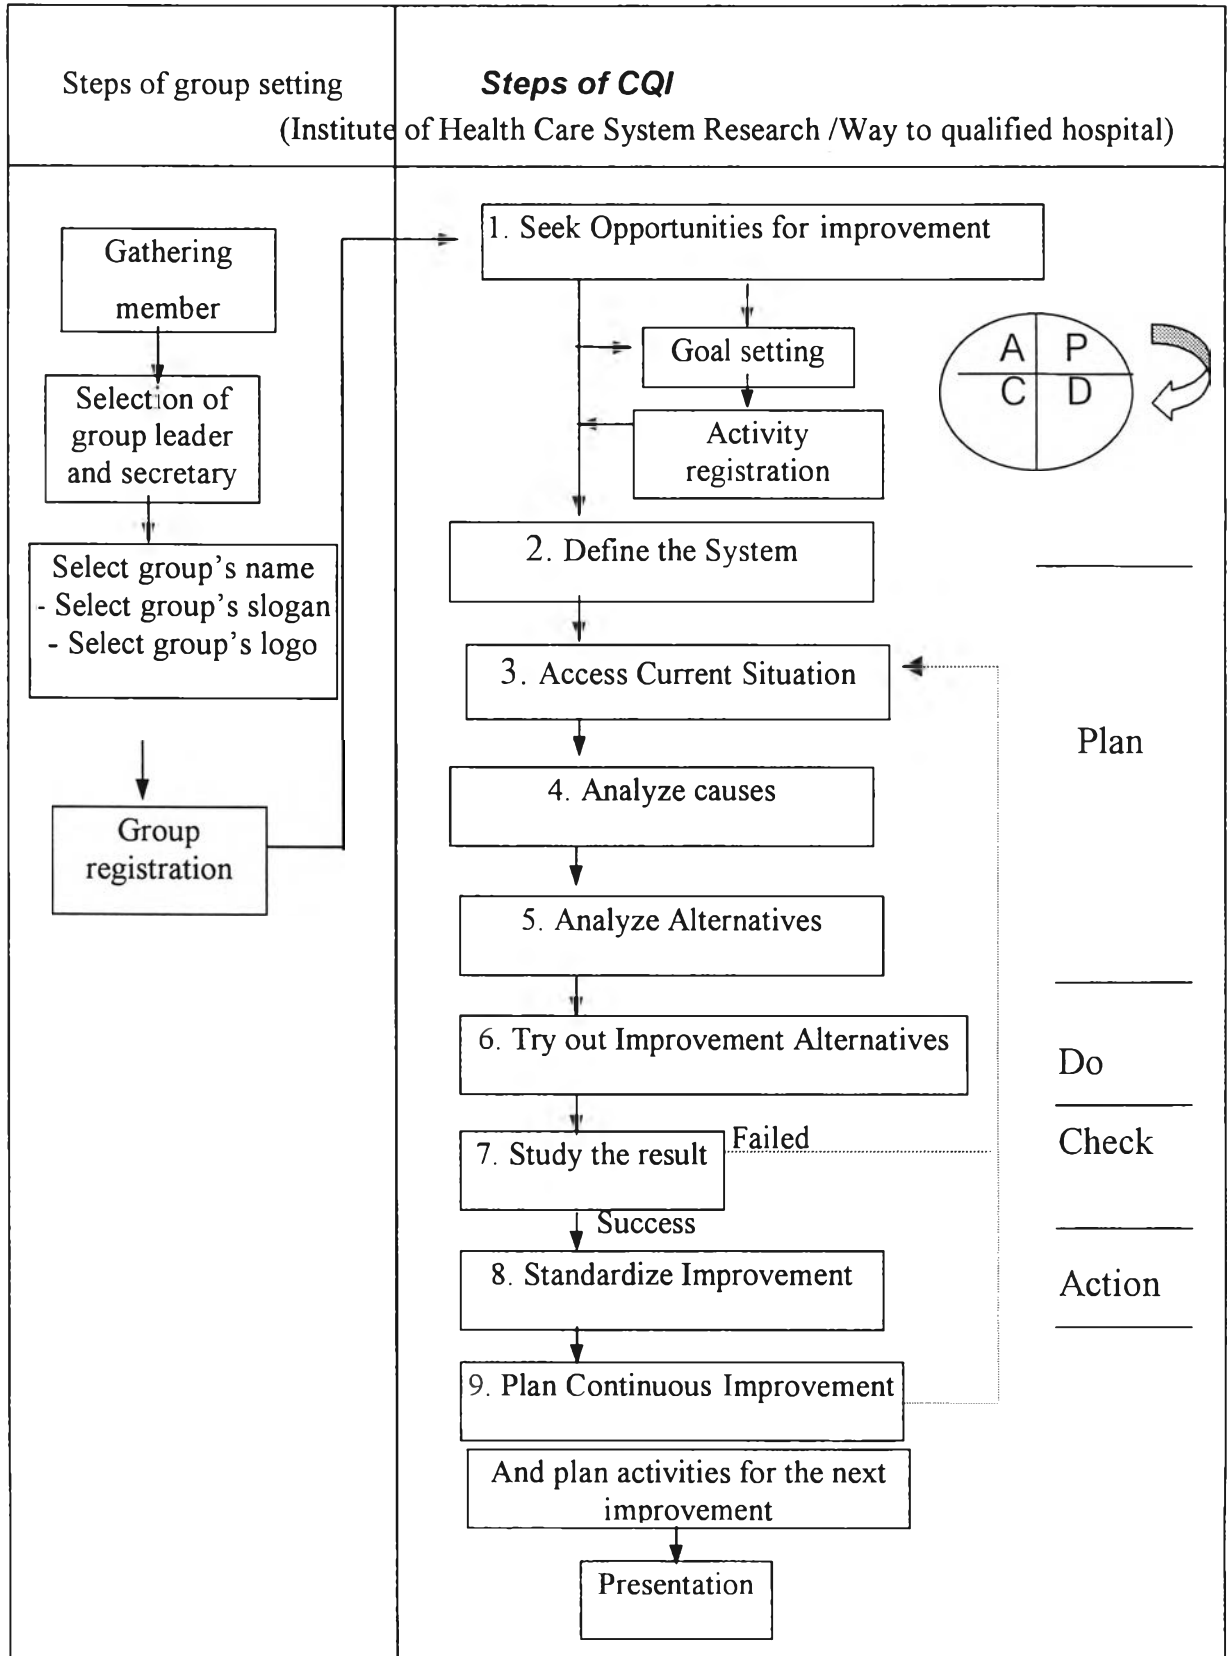 Steps of group setting
Steps of CQI
(Institute of Health Care System Research /Way to qualified hospital)
Gathering
member
Selection of
group leader
and secretary
Select group's name
- Select group's slogan
- Select group's logo
Group
registration
1. Seek Opportunities for improvement
Goal setting
Activity
registration
A P
C D
2. Define the System
3. Access Current Situation
4. Analyze causes
5. Analyze Alternatives
6. Try out Improvement Alternatives
7. Study the result
Failed
Success
8. Standardize Improvement
9. Plan Continuous Improvement
And plan activities for the next
improvement
Presentation
Plan
Do
Check
Action